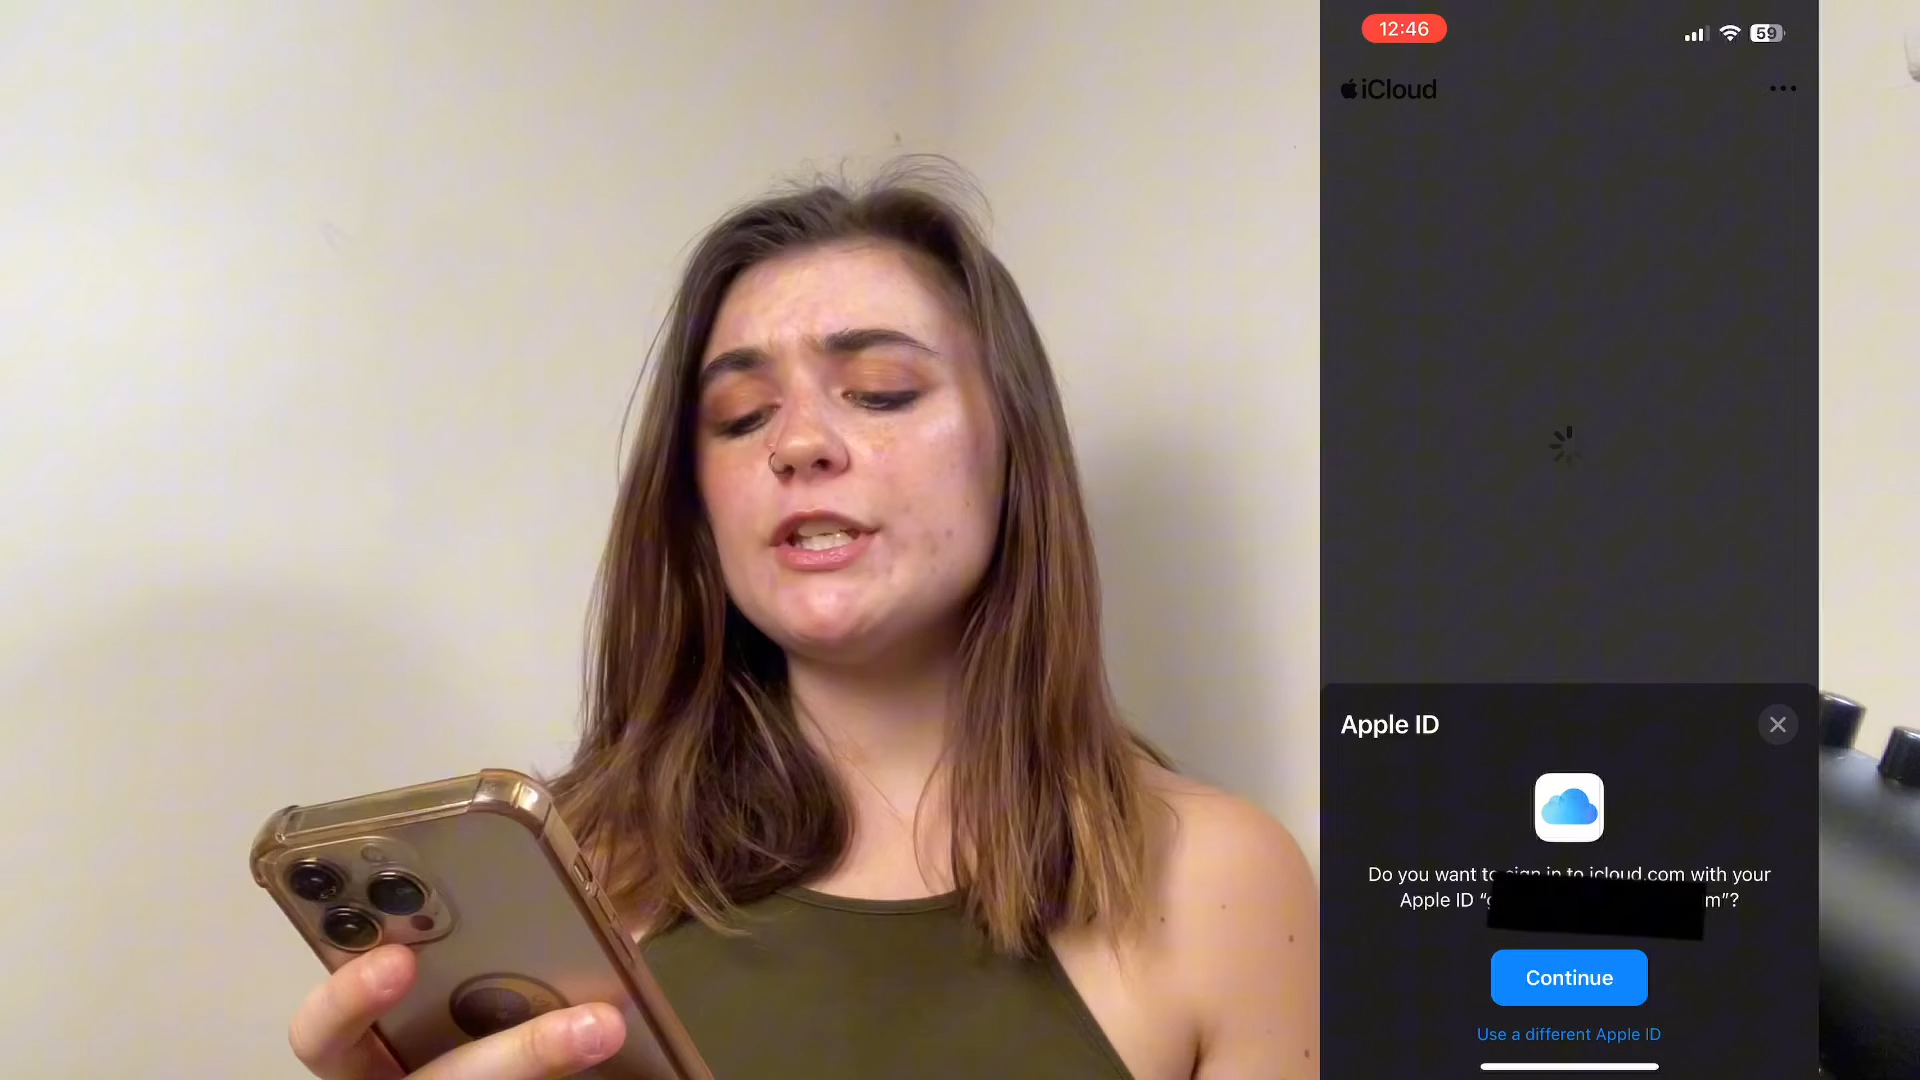 12:46
59
iCloud
Apple ID
Do you want to sign in to icloud.com with your
Apple ID “g m”?
Continue
Use a different Apple ID